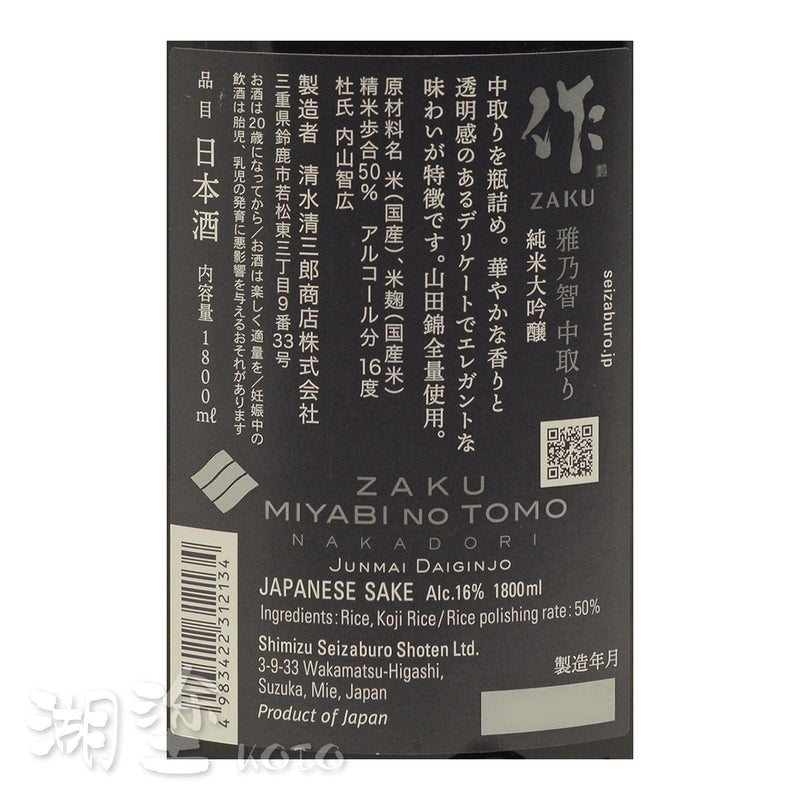 作
ZAKU
雅乃智 中取り
純米大吟醸
seizaburo.jp
中取りを瓶詰め。華やかな香りと
透明感のあるデリケートでエレガントな
味わいが特徴です。山田錦全量使用。
原材料名 米(国産)、米麹(国産米)
精米歩合50% アルコール分 16度
杜氏 内山智広
製造者 清水清三郎商店株式会社
三重県鈴鹿市若松東三丁目9番33号
お酒は20歳になってから/お酒は楽しく適量を/妊娠中の
飲酒は胎児、乳児の発育に悪影響を与えるおそれがあります
品目 日本酒 内容量1800mℓ
ZAKU
MIYABI NO TOMO
NAKADORI
JUNMAI DAIGINJO
JAPANESE SAKE Alc.16% 1800ml
Ingredients: Rice, Koji Rice/Rice polishing rate: 50%
Shimizu Seizaburo Shoten Ltd.
3-9-33 Wakamatsu-Higashi,
Suzuka, Mie, Japan
Product of Japan
製造年月
4983422312134
湖塗 KOTO